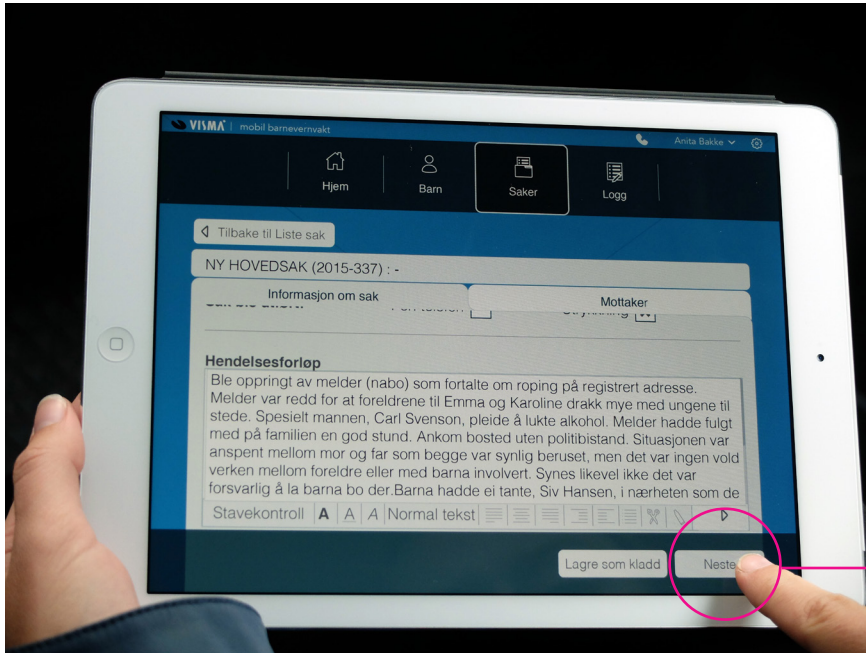 VISMA | mobil barnevernvakt
Anita Bakke
Hjem
Barn
Saker
Logg
Tilbake til Liste sak
NY HOVEDSAK (2015-337) : -
Informasjon om sak
Mottaker
Hendelsesforløp
Ble oppringt av melder (nabo) som fortalte om roping på registrert adresse.
Melder var redd for at foreldrene til Emma og Karoline drakk mye med ungene til
stede. Spesielt mannen, Carl Svenson, pleide å lukte alkohol. Melder hadde fulgt
med på familien en god stund. Ankom bosted uten politibistand. Situasjonen var
anspent mellom mor og far som begge var synlig beruset, men det var ingen vold
verken mellom foreldre eller med barna involvert. Synes likevel ikke det var
forsvarlig å la barna bo der.Barna hadde ei tante, Siv Hansen, i nærheten som de
Stavekontroll A A A Normal tekst
Lagre som kladd
Neste